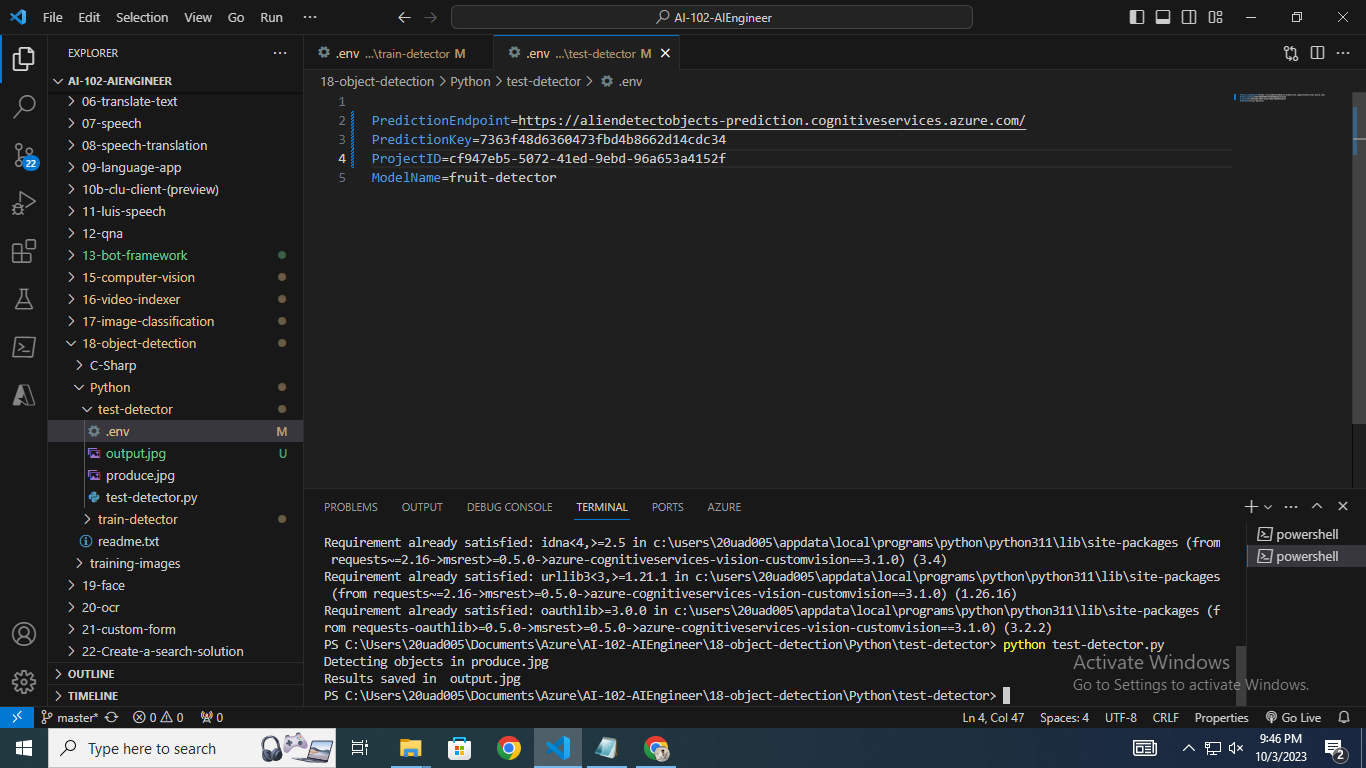 File Edit Selection View Go Run ··· AI-102-AIEngineer
EXPLORER ···
AI-102-AIENGINEER
06-translate-text
07-speech
08-speech-translation
09-language-app
10b-clu-client-(preview)
11-luis-speech
12-qna
13-bot-framework
15-computer-vision
16-video-indexer
17-image-classification
18-object-detection
C-Sharp
Python
test-detector
.env M
output.jpg U
produce.jpg
test-detector.py
train-detector
readme.txt
training-images
19-face
20-ocr
21-custom-form
22-Create-a-search-solution
OUTLINE
TIMELINE
22
.env ...\train-detector M .env ...\test-detector M
18-object-detection > Python > test-detector > .env
1
2 PredictionEndpoint=https://aliendetectobjects-prediction.cognitiveservices.azure.com/
3 PredictionKey=7363f48d6360473fbd4b8662d14cdc34
4 ProjectID=cf947eb5-5072-41ed-9ebd-96a653a4152f
5 ModelName=fruit-detector
PROBLEMS OUTPUT DEBUG CONSOLE TERMINAL PORTS AZURE
Requirement already satisfied: idna<4,>=2.5 in c:\users\20uad005\appdata\local\programs\python\python311\lib\site-packages (from
requests~=2.16->msrest>=0.5.0->azure-cognitiveservices-vision-customvision==3.1.0) (3.4)
Requirement already satisfied: urllib3<3,>=1.21.1 in c:\users\20uad005\appdata\local\programs\python\python311\lib\site-packages
(from requests~=2.16->msrest>=0.5.0->azure-cognitiveservices-vision-customvision==3.1.0) (1.26.16)
Requirement already satisfied: oauthlib>=3.0.0 in c:\users\20uad005\appdata\local\programs\python\python311\lib\site-packages (f
rom requests-oauthlib>=0.5.0->msrest>=0.5.0->azure-cognitiveservices-vision-customvision==3.1.0) (3.2.2)
PS C:\Users\20uad005\Documents\Azure\AI-102-AIEngineer\18-object-detection\Python\test-detector> python test-detector.py
Detecting objects in produce.jpg
Results saved in  output.jpg
PS C:\Users\20uad005\Documents\Azure\AI-102-AIEngineer\18-object-detection\Python\test-detector>
powershell
powershell
Activate Windows
Go to Settings to activate Windows.
master* 0 0 0 Ln 4, Col 47 Spaces: 4 UTF-8 CRLF Properties Go Live
Type here to search
9:46 PM
10/3/2023
2